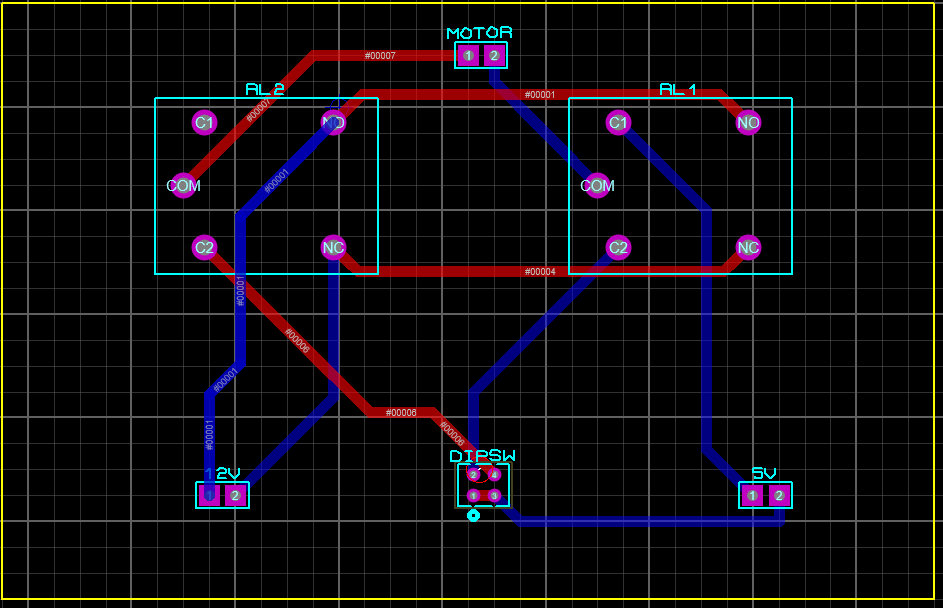 MOTOR
1 2
#00007
RL2
#00007
#00001
RL1
C1
NO
C1
NO
#00001
COM
COM
C2
NC
C2
NC
#00004
#00001
#00006
#00001
#00006
#00006
#00001
DIPSW
2V
5V
2 4
1 3
1 2
1 2